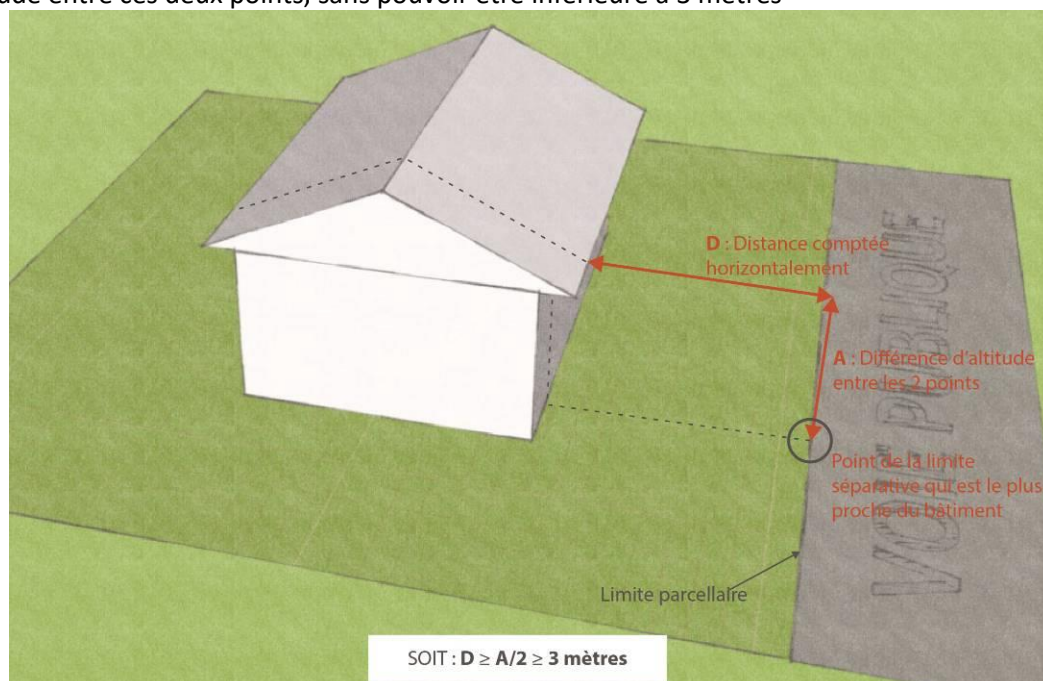 ude entre ces deux points, sans pouvoir être inférieure à 3 mètres
D : Distance comptée
horizontalement
A : Différence d'altitude
entre les 2 points
Point de la limite
séparative qui est le plus
proche du bâtiment
VOIE PUBLIQUE
Limite parcellaire
SOIT : D ≥ A/2 ≥ 3 mètres